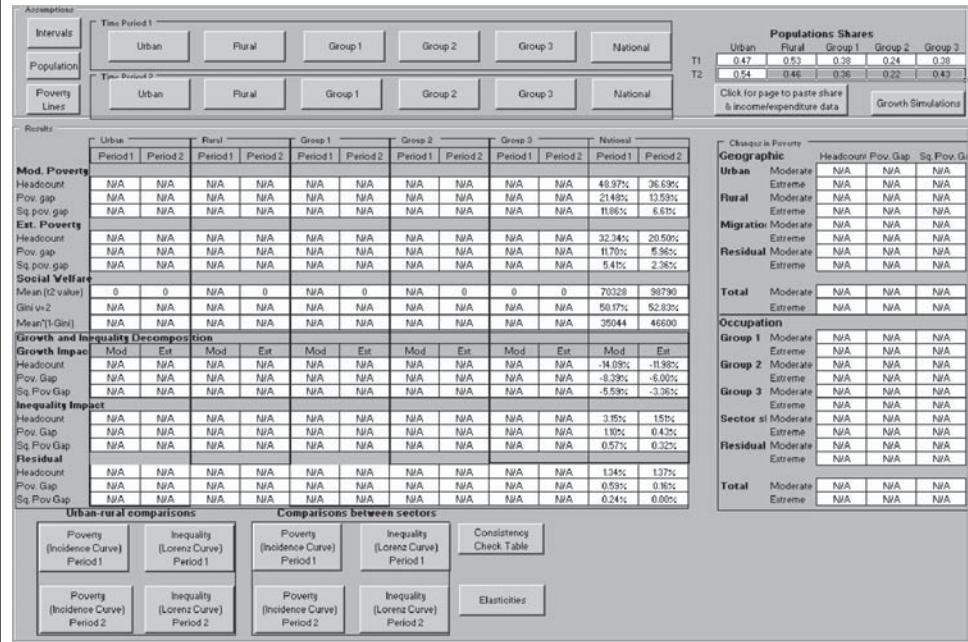 Assumptions
Intervals
Population
Poverty Lines
Time Period 1
Urban Rural Group 1 Group 2 Group 3 National
Time Period 2
Urban Rural Group 1 Group 2 Group 3 National
Populations Shares
Urban Rural Group 1 Group 2 Group 3
T1 0.47 0.53 0.38 0.24 0.38
T2 0.54 0.46 0.36 0.22 0.43
Click for page to paste share
& income/expenditure data
Growth Simulations
Results
Urban Rural Group 1 Group 2 Group 3 National
Period 1 Period 2 Period 1 Period 2 Period 1 Period 2 Period 1 Period 2 Period 1 Period 2 Period 1 Period 2
Mod. Poverty
Headcount N/A N/A N/A N/A N/A N/A N/A N/A N/A N/A 48.97% 36.69%
Pov. gap N/A N/A N/A N/A N/A N/A N/A N/A N/A N/A 21.48% 13.59%
Sq. pov. gap N/A N/A N/A N/A N/A N/A N/A N/A N/A N/A 11.86% 6.61%
Ext. Poverty
Headcount N/A N/A N/A N/A N/A N/A N/A N/A N/A N/A 32.34% 20.50%
Pov. gap N/A N/A N/A N/A N/A N/A N/A N/A N/A N/A 11.70% 5.96%
Sq. pov. gap N/A N/A N/A N/A N/A N/A N/A N/A N/A N/A 5.41% 2.36%
Social Welfare
Mean (t2 value) 0 0 N/A 0 N/A 0 N/A 0 0 0 70328 98790
Gini v=2 N/A N/A N/A N/A N/A N/A N/A N/A N/A N/A 50.17% 52.83%
Mean*(1-Gini) N/A N/A N/A N/A N/A N/A N/A N/A N/A N/A 35044 46600
Growth and Inequality Decomposition
Growth Impac Mod Ext Mod Ext Mod Ext Mod Ext Mod Ext Mod Ext
Headcount N/A N/A N/A N/A N/A N/A N/A N/A N/A N/A -14.09% -11.98%
Pov. Gap N/A N/A N/A N/A N/A N/A N/A N/A N/A N/A -8.39% -6.00%
Sq. Pov Gap N/A N/A N/A N/A N/A N/A N/A N/A N/A N/A -5.59% -3.36%
Inequality Impact
Headcount N/A N/A N/A N/A N/A N/A N/A N/A N/A N/A 3.15% 1.51%
Pov. Gap N/A N/A N/A N/A N/A N/A N/A N/A N/A N/A 1.10% 0.43%
Sq. Pov Gap N/A N/A N/A N/A N/A N/A N/A N/A N/A N/A 0.57% 0.32%
Residual
Headcount N/A N/A N/A N/A N/A N/A N/A N/A N/A N/A 1.34% 1.37%
Pov. Gap N/A N/A N/A N/A N/A N/A N/A N/A N/A N/A 0.59% 0.16%
Sq. Pov Gap N/A N/A N/A N/A N/A N/A N/A N/A N/A N/A 0.24% 0.00%
Changes in Poverty
Geographic Headcount Pov. Gap Sq. Pov. G
Urban Moderate N/A N/A N/A
Extreme N/A N/A N/A
Rural Moderate N/A N/A N/A
Extreme N/A N/A N/A
Migration Moderate N/A N/A N/A
Extreme N/A N/A N/A
Residual Moderate N/A N/A N/A
Extreme N/A N/A N/A
Total Moderate N/A N/A N/A
Extreme N/A N/A N/A
Occupation
Group 1 Moderate N/A N/A N/A
Extreme N/A N/A N/A
Group 2 Moderate N/A N/A N/A
Extreme N/A N/A N/A
Group 3 Moderate N/A N/A N/A
Extreme N/A N/A N/A
Sector sl Moderate N/A N/A N/A
Extreme N/A N/A N/A
Residual Moderate N/A N/A N/A
Extreme N/A N/A N/A
Total Moderate N/A N/A N/A
Extreme N/A N/A N/A
Urban-rural comparisons
Poverty (Incidence Curve) Period 1
Inequality (Lorenz Curve) Period 1
Poverty (Incidence Curve) Period 2
Inequality (Lorenz Curve) Period 2
Comparisons between sectors
Poverty (Incidence Curve) Period 1
Inequality (Lorenz Curve) Period 1
Poverty (Incidence Curve) Period 2
Inequality (Lorenz Curve) Period 2
Consistency Check Table
Elasticities